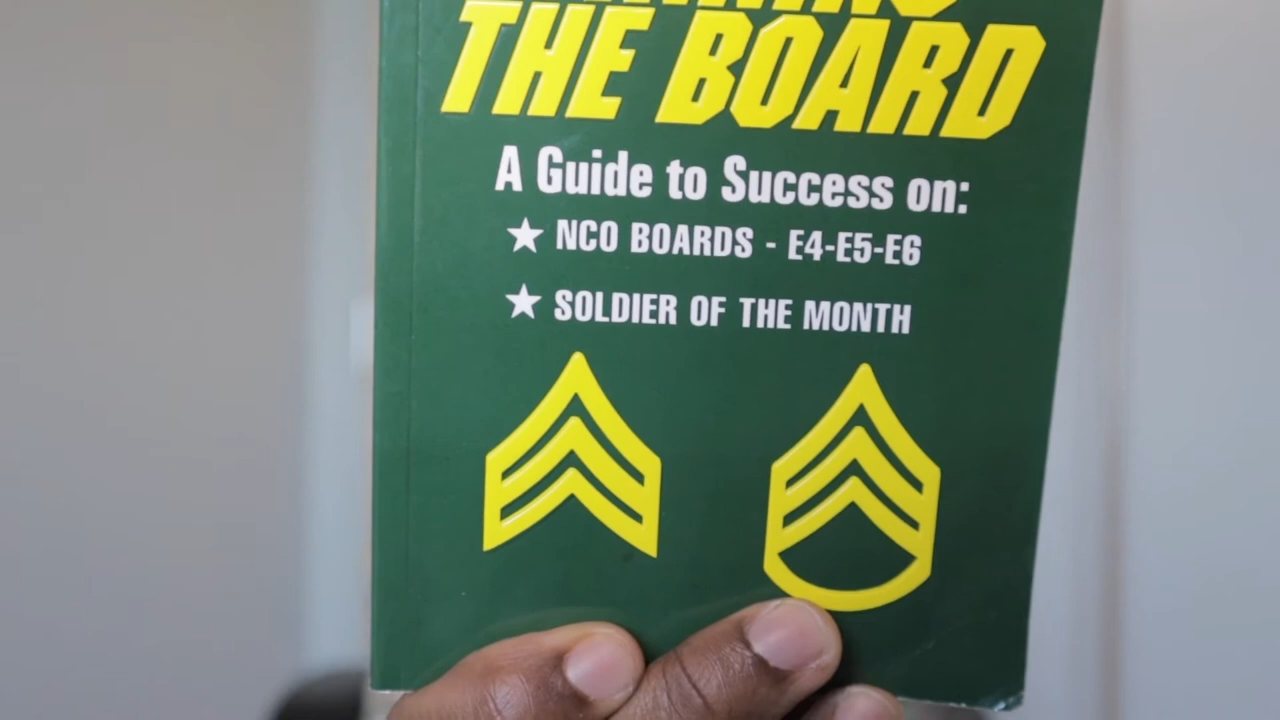 THE BOARD
A Guide to Success on:
★ NCO BOARDS - E4-E5-E6
★ SOLDIER OF THE MONTH